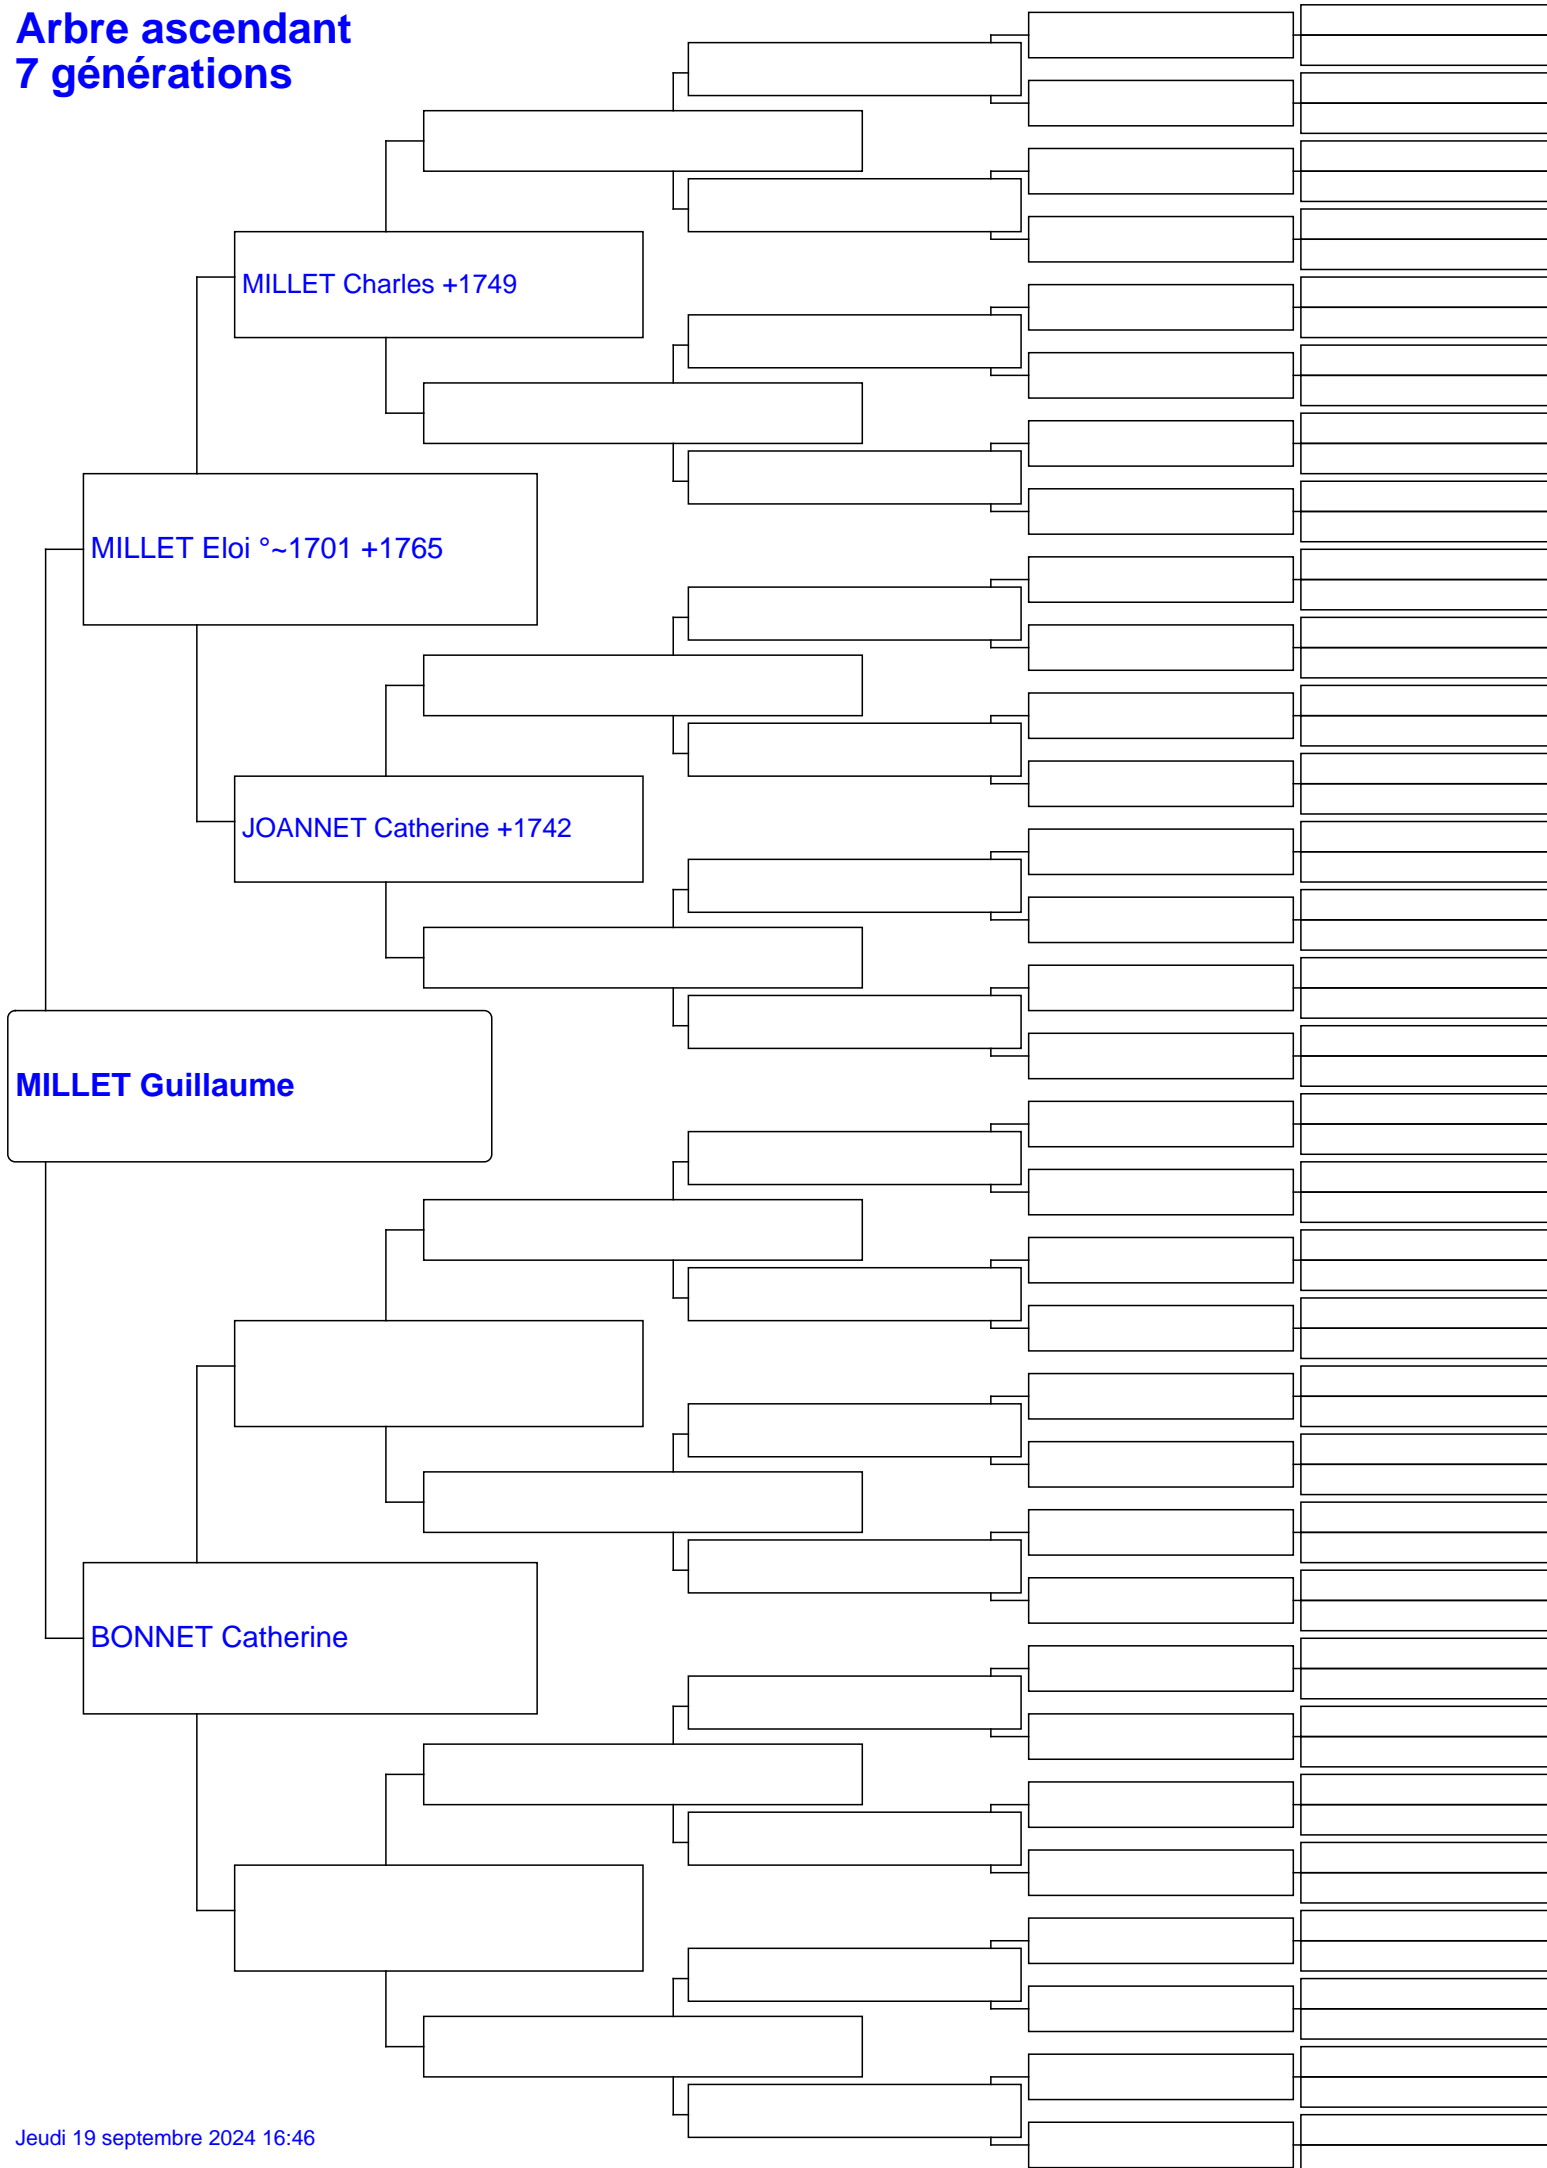 Arbre ascendant
7 générations
MILLET Charles +1749
MILLET Eloi °~1701 +1765
JOANNET Catherine +1742
MILLET Guillaume
BONNET Catherine
Jeudi 19 septembre 2024 16:46